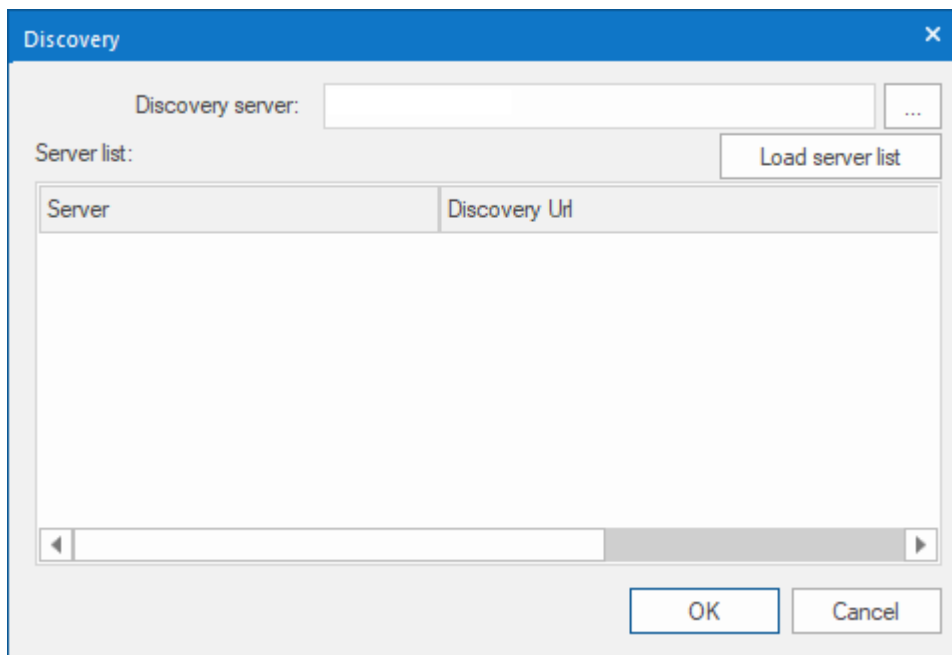 Discovery
Discovery server:
...
Server list:
Load server list
Server
Discovery Url
OK
Cancel